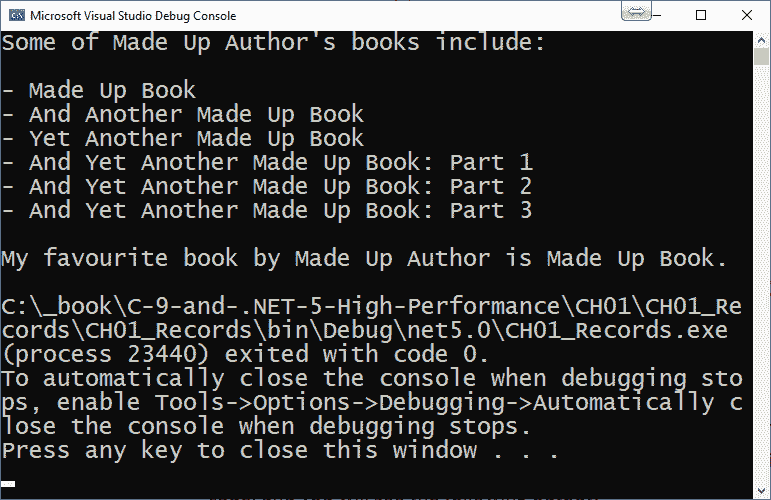 Microsoft Visual Studio Debug Console
Some of Made Up Author's books include:
- Made Up Book
- And Another Made Up Book
- Yet Another Made Up Book
- And Yet Another Made Up Book: Part 1
- And Yet Another Made Up Book: Part 2
- And Yet Another Made Up Book: Part 3
My favourite book by Made Up Author is Made Up Book.
C:\_book\C-9-and-.NET-5-High-Performance\CH01\CH01_Re
cords\CH01_Records\bin\Debug\net5.0\CH01_Records.exe
(process 23440) exited with code 0.
To automatically close the console when debugging sto
ps, enable Tools->Options->Debugging->Automatically c
lose the console when debugging stops.
Press any key to close this window . . .